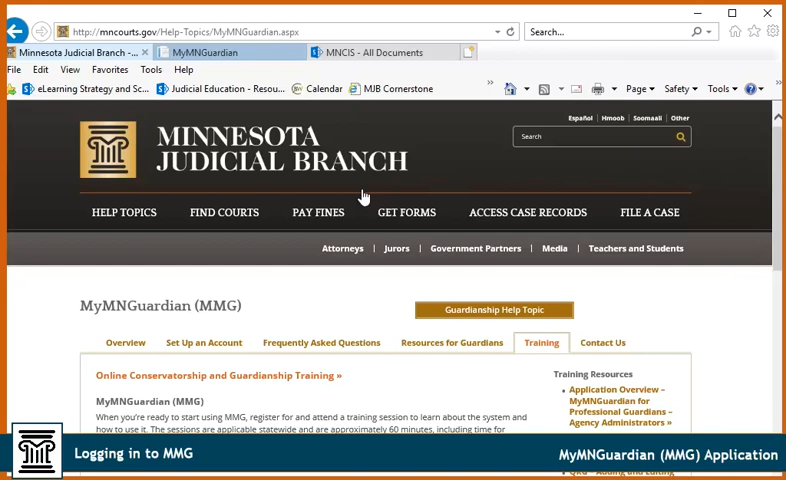 http://mncourts.gov/Help-Topics/MyMNGuardian.aspx
Search...
Minnesota Judicial Branch -...
MyMNGuardian
MNCIS - All Documents
File Edit View Favorites Tools Help
eLearning Strategy and Sc...
Judicial Education - Resou...
Calendar
MJB Cornerstone
Page
Safety
Tools
Español Hmoob Soomaali Other
MINNESOTA
JUDICIAL BRANCH
Search
HELP TOPICS FIND COURTS PAY FINES GET FORMS ACCESS CASE RECORDS FILE A CASE
Attorneys | Jurors | Government Partners | Media | Teachers and Students
MyMNGuardian (MMG)
Guardianship Help Topic
Overview Set Up an Account Frequently Asked Questions Resources for Guardians Training Contact Us
Online Conservatorship and Guardianship Training »
MyMNGuardian (MMG)
When you're ready to start using MMG, register for and attend a training session to learn about the system and
how to use it. The sessions are applicable statewide and are approximately 60 minutes, including time for
Training Resources
Application Overview –
MyMNGuardian for
Professional Guardians –
Agency Administrators »
Logging in to MMG
MyMNGuardian (MMG) Application